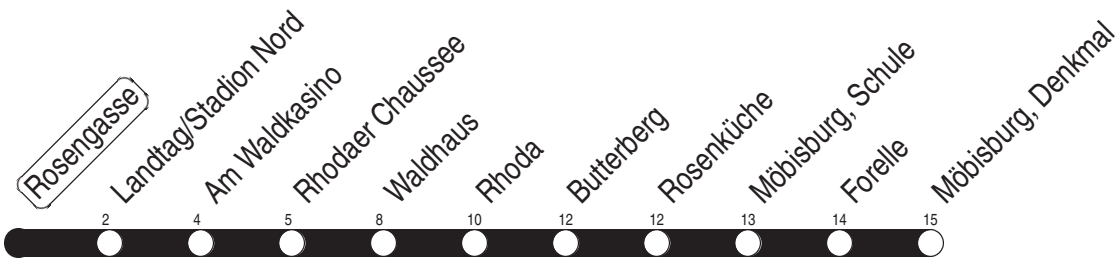 Rosengasse
Landtag/Stadion Nord
Am Waldkasino
Rhodaer Chaussee
Waldhaus
Rhoda
Butterberg
Rosenküche
Möbisburg, Schule
Forelle
Möbisburg, Denkmal
2 4 5 8 10 12 12 13 14 15